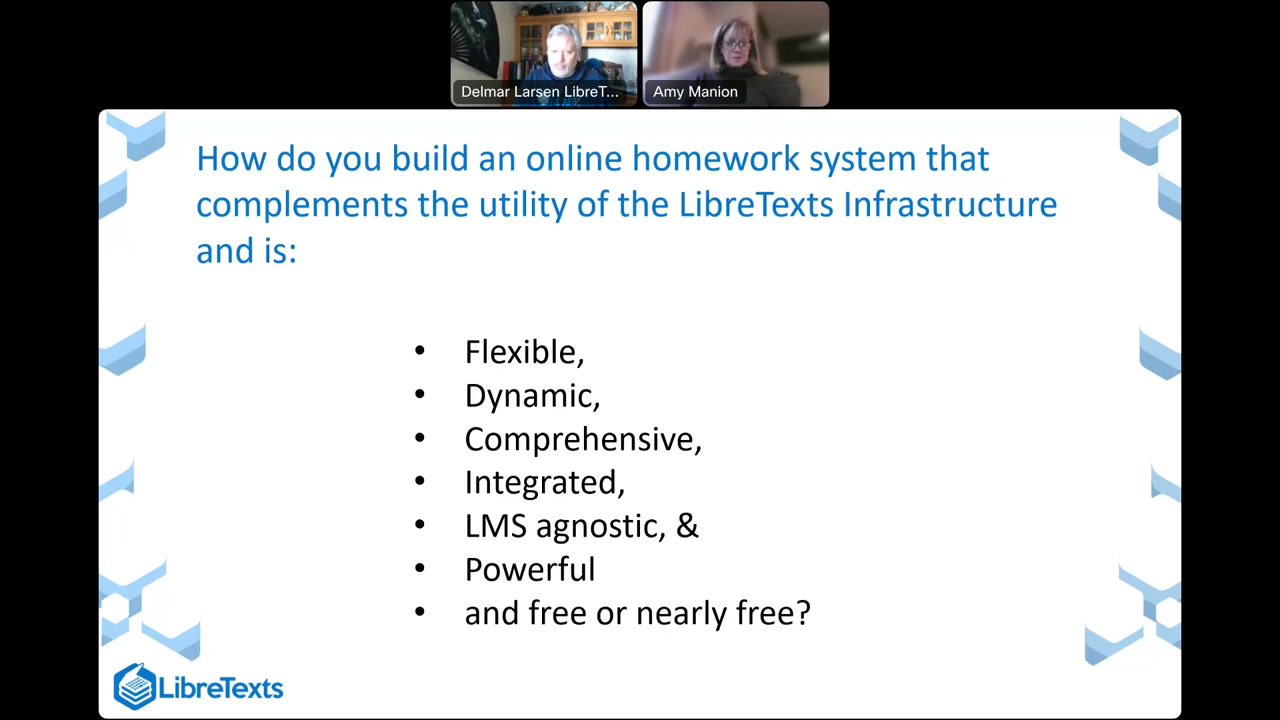 Delmar Larsen LibreT...
Amy Manion
How do you build an online homework system that
complements the utility of the LibreTexts Infrastructure
and is:
• Flexible,
• Dynamic,
• Comprehensive,
• Integrated,
• LMS agnostic, &
• Powerful
• and free or nearly free?
LibreTexts